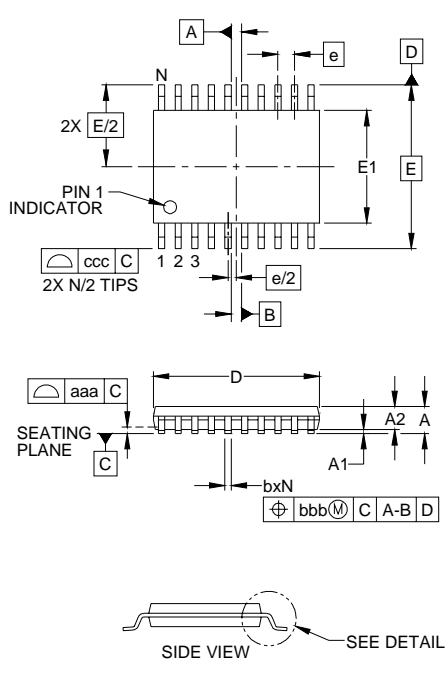 A
e
D
N
2X E/2
E1
E
PIN 1
INDICATOR
ccc C
1 2 3
2X N/2 TIPS
e/2
B
D
aaa C
A2 A
SEATING
PLANE
C
A1
bxN
bbbⓂ C A-B D
SIDE VIEW
SEE DETAIL